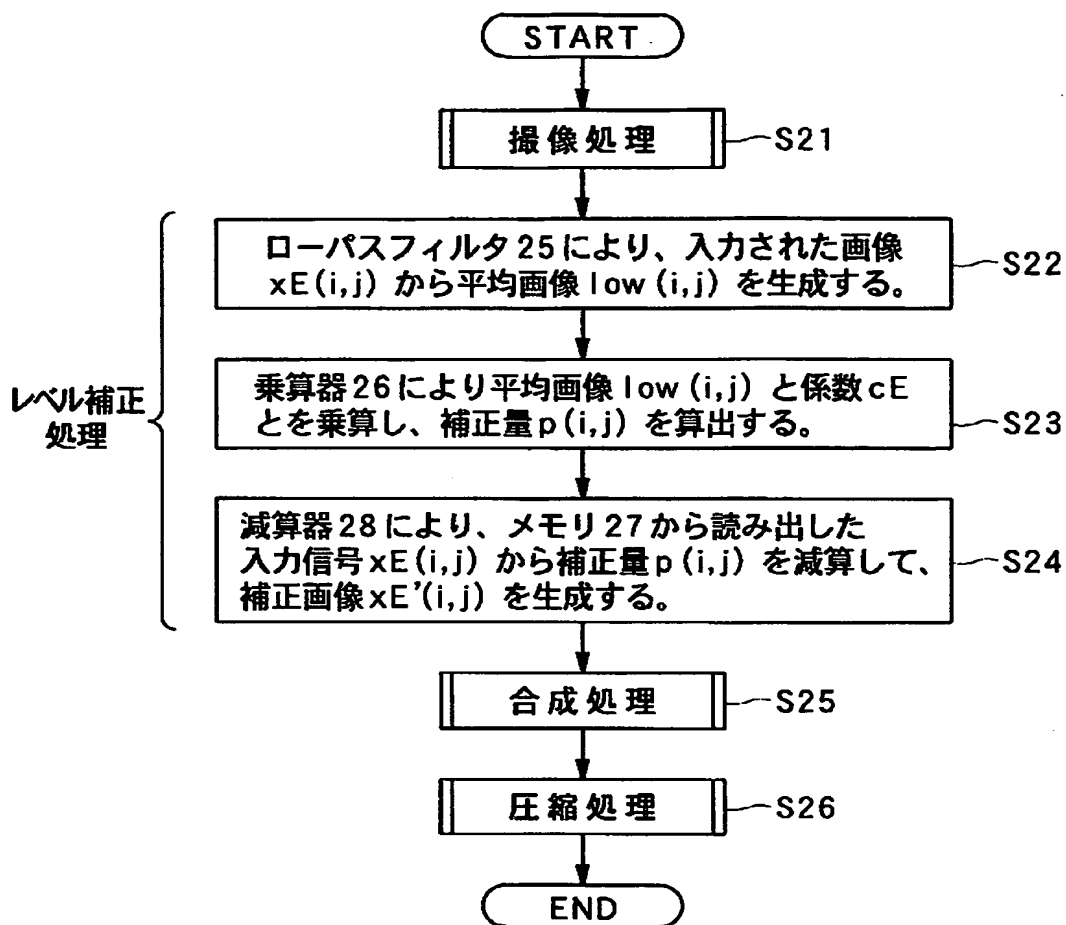 START
撮像処理
S21
ローパスフィルタ25により、入力された画像
xE(i,j)から平均画像low(i,j)を生成する。
S22
レベル補正
処理
乗算器26により平均画像low(i,j)と係数cE
とを乗算し、補正量p(i,j)を算出する。
S23
減算器28により、メモリ27から読み出した
入力信号xE(i,j)から補正量p(i,j)を減算して、
補正画像xE'(i,j)を生成する。
S24
合成処理
S25
圧縮処理
S26
END